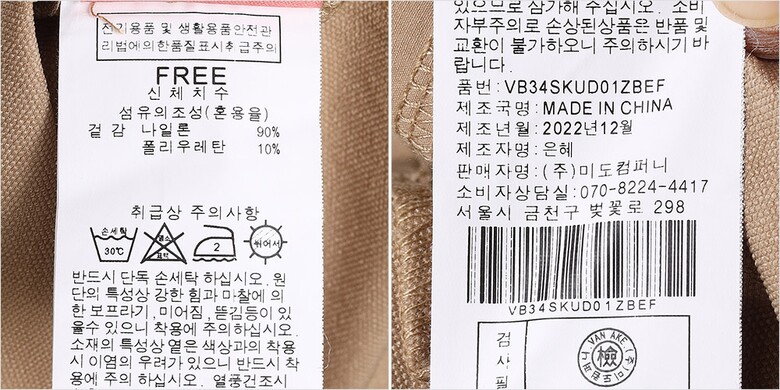 전기용품 및 생활용품안전관
리법에의한품질표시취급주의
FREE
신체치수
섬유의조성(혼용율)
겉감 나일론 90%
폴리우레탄 10%
취급상 주의사항
손세탁
30℃
염소
표백
2
뉘어서
반드시 단독 손세탁 하십시오. 원
단의 특성상 강한 힘과 마찰에 의
한 보프라기, 미어짐, 뜯김등이 있
을수 있으니 착용에 주의하십시오.
소재의 특성상 옅은 색상과의 착용
시 이염의 우려가 있으니 반드시 착
용에 주의 하십시오. 열풍건조시
있으므로 삼가해 주십시오. 소비
자부주의로 손상된상품은 반품 및
교환이 불가하오니 주의하시기 바
랍니다.
품번:VB34SKUD01ZBEF
제조국명:MADE IN CHINA
제조년월:2022년12월
제조자명:은혜
판매자명:(주)미도컴퍼니
소비자상담실:070-8224-4417
서울시 금천구 벚꽃로 298
VB34SKUD01ZBEF
검
사
필
VAN AKE
檢